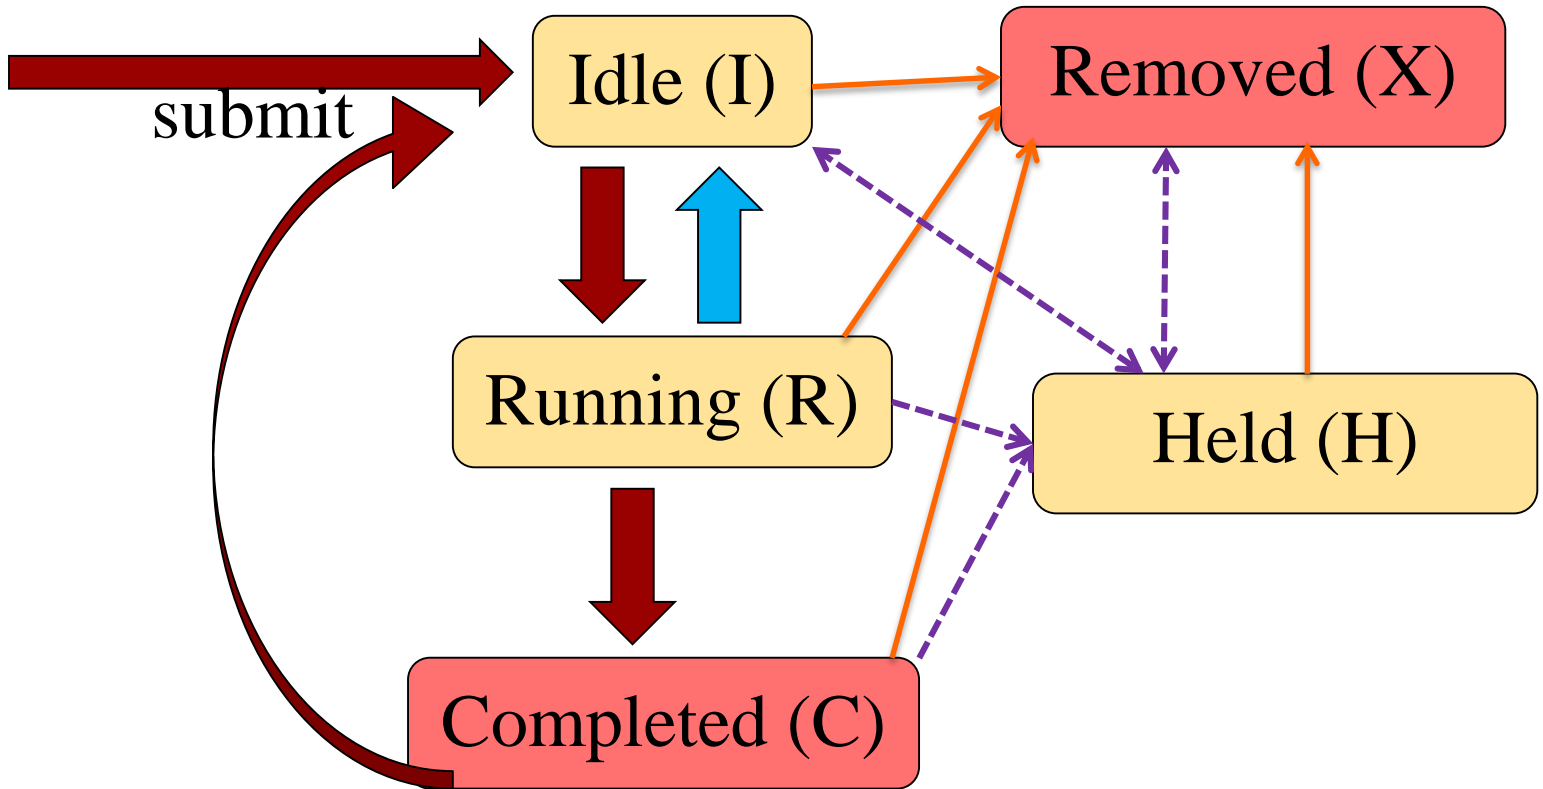 Idle (I)
Removed (X)
submit
Running (R)
Held (H)
Completed (C)